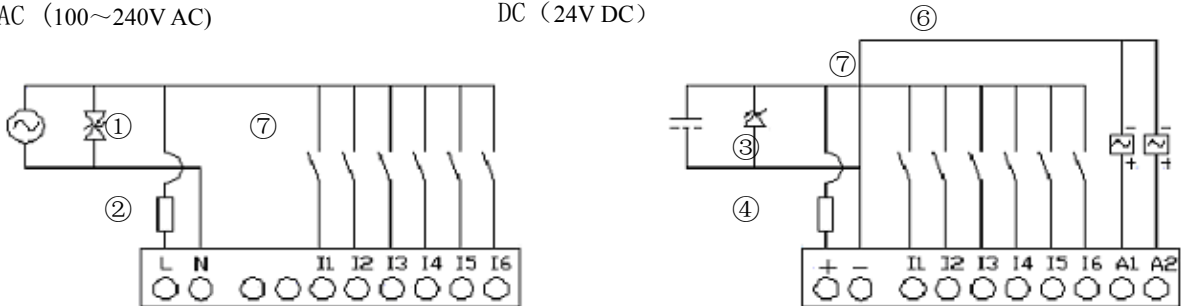 AC (100～240V AC)
DC（24V DC）
⑥
⑦
① ⑦
③
② ④
L N I1 I2 I3 I4 I5 I6
+ - I1 I2 I3 I4 I5 I6 A1 A2
- -
+ +